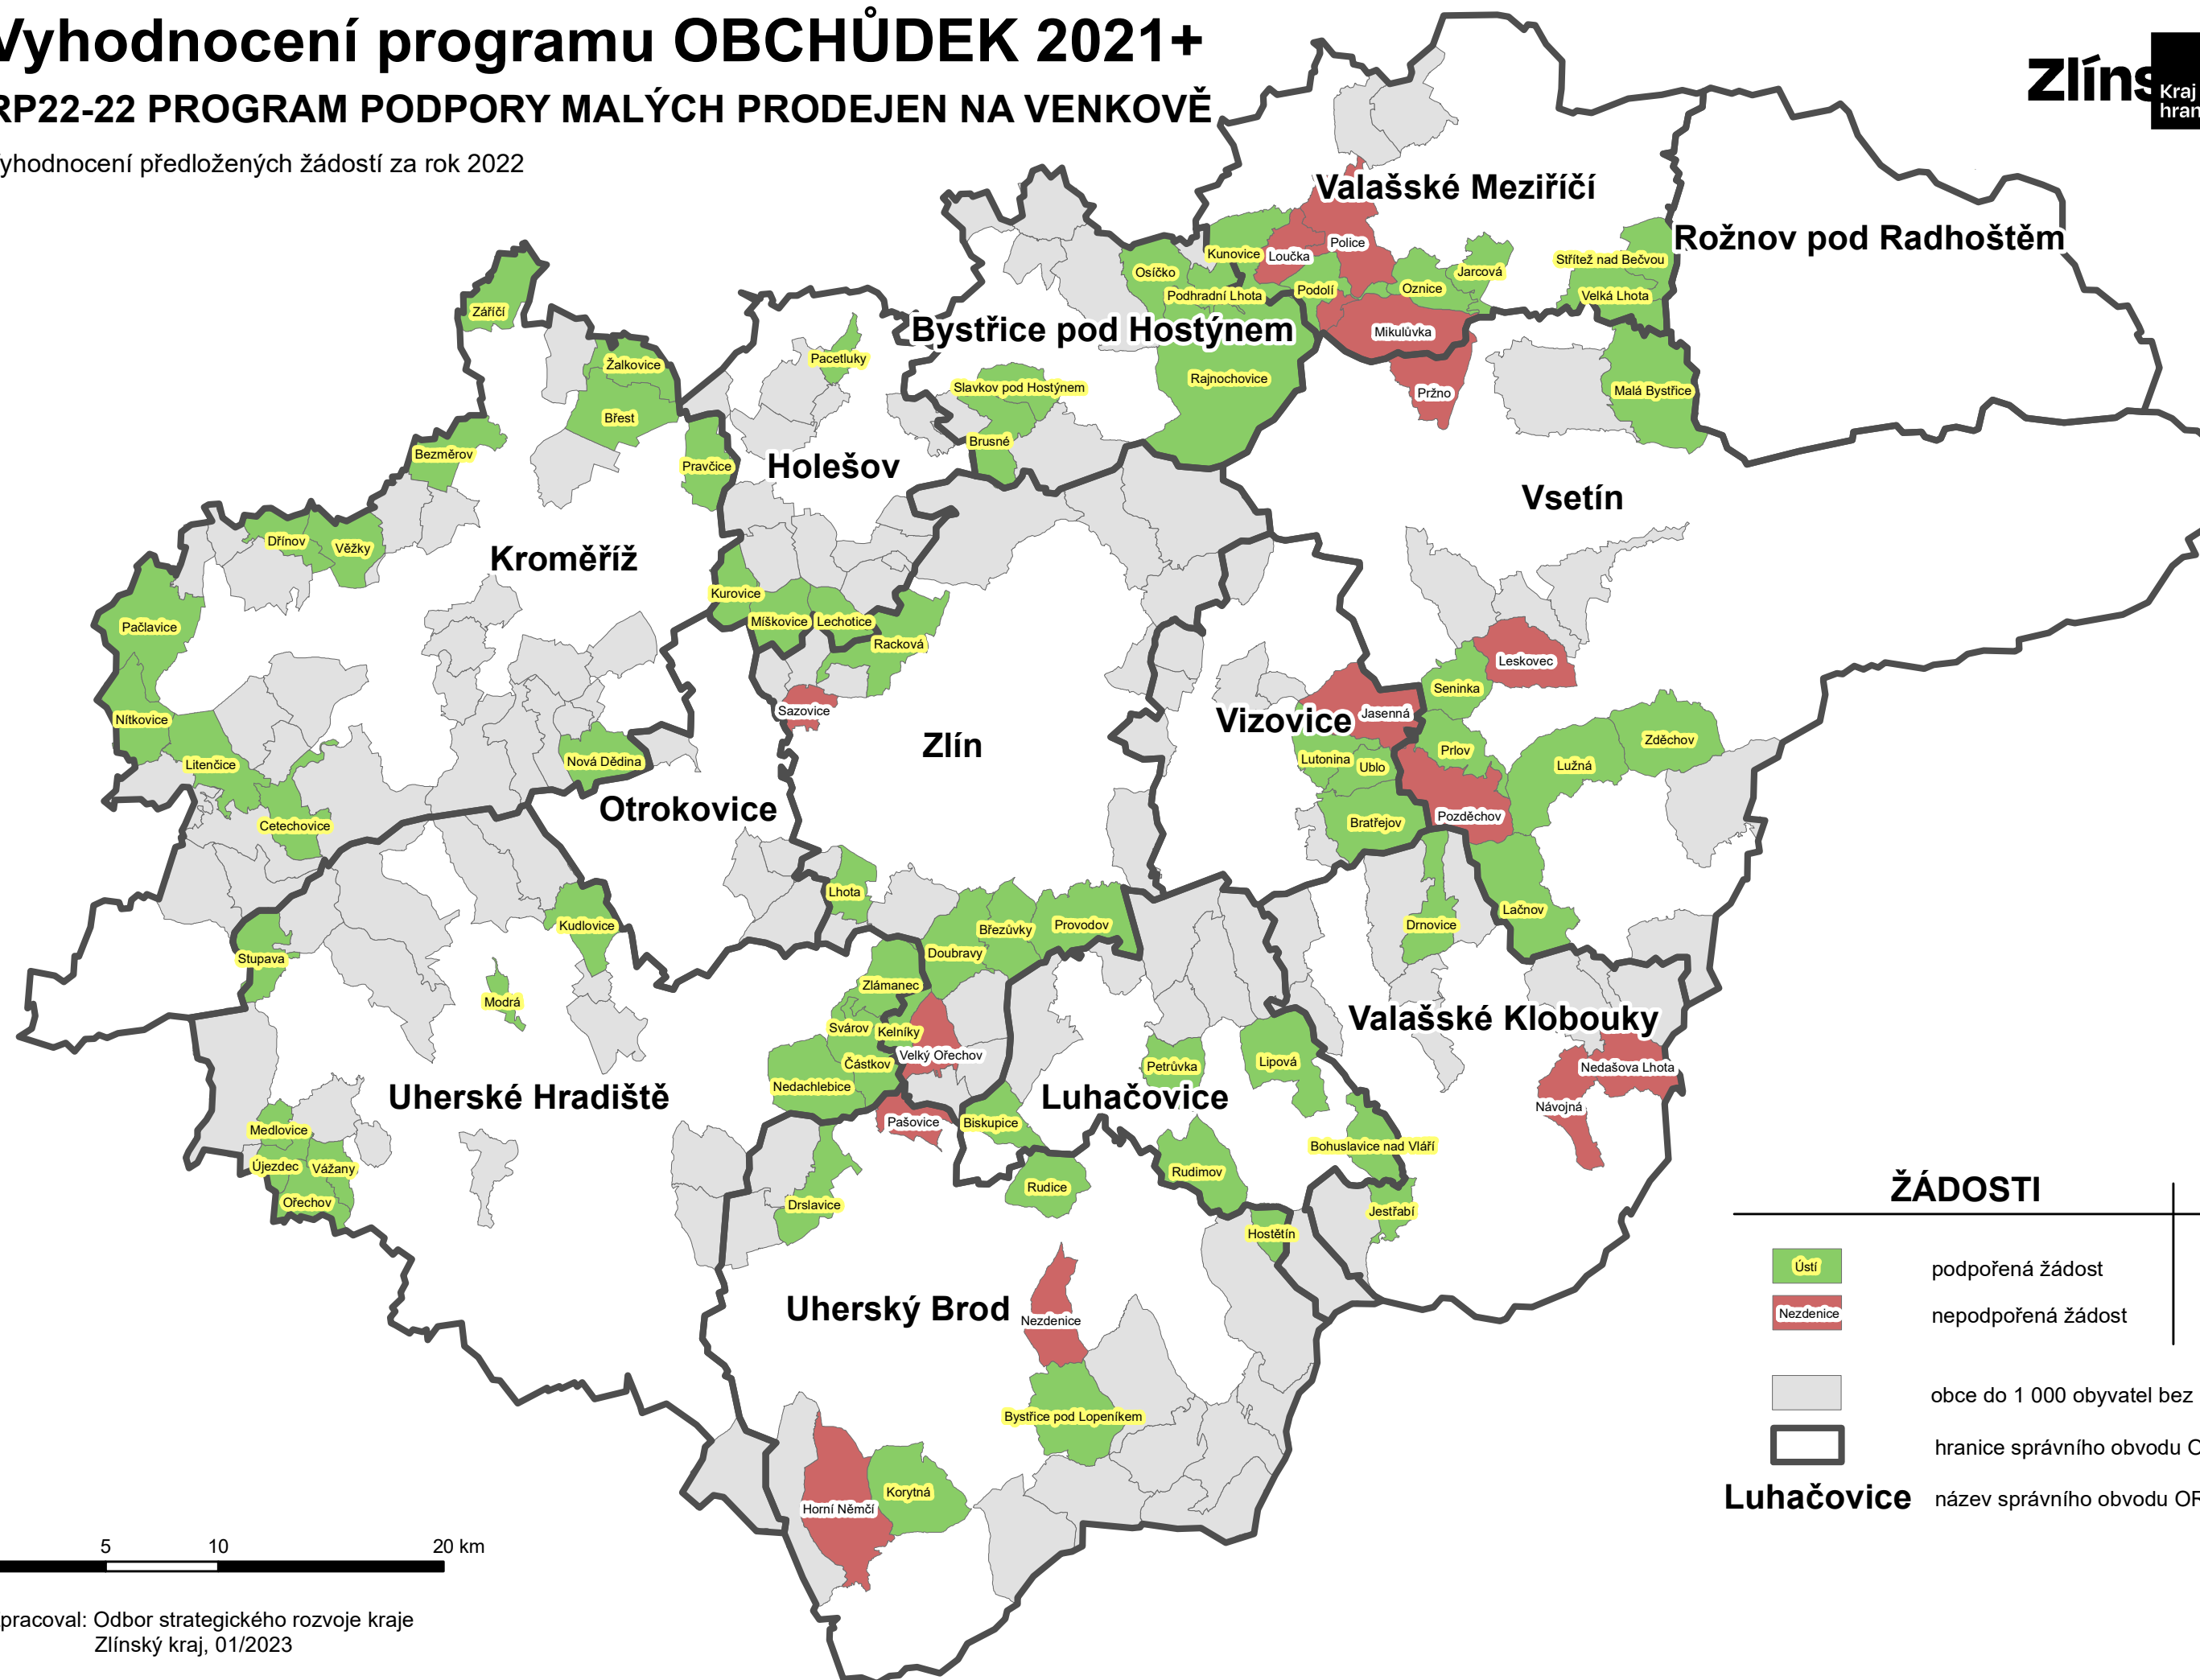 Vyhodnocení programu OBCHŮDEK 2021+
RP22-22 PROGRAM PODPORY MALÝCH PRODEJEN NA VENKOVĚ
yhodnocení předložených žádostí za rok 2022
Zlíns
Kraj
hran
Valašské Meziříčí
Rožnov pod Radhoštěm
Police
Kunovice
Loučka
Střítež nad Bečvou
Osíčko
Jarcová
Podhradní Lhota
Podolí
Oznice
Velká Lhota
Záříčí
Bystřice pod Hostýnem
Mikulůvka
Pacetluky
Žalkovice
Rajnochovice
Slavkov pod Hostýnem
Pržno
Malá Bystřice
Břest
Brusné
Bezměrov
Pravčice
Holešov
Vsetín
Dřínov
Věžky
Kroměříž
Kurovice
Míškovice
Lechotice
Pačlavice
Racková
Leskovec
Seninka
Sazovice
Jasenná
Nítkovice
Vizovice
Zlín
Zděchov
Prlov
Lutonina
Ublo
Lužná
Litenčice
Nová Dědina
Otrokovice
Pozděchov
Bratřejov
Cetechovice
Lhota
Lačnov
Kudlovice
Březůvky
Provodov
Drnovice
Doubravy
Stupava
Zlámanec
Modrá
Valašské Klobouky
Svárov
Kelníky
Velký Ořechov
Částkov
Petrůvka
Lipová
Nedašova Lhota
Nedachlebice
Uherské Hradiště
Luhačovice
Návojná
Pašovice
Biskupice
Medlovice
Bohuslavice nad Vláří
Újezdec
Vážany
Rudimov
Rudice
Ořechov
Drslavice
Jestřabí
Hostětín
ŽÁDOSTI
Ústí
podpořená žádost
Uherský Brod
Nezdenice
Nezdenice
nepodpořená žádost
obce do 1 000 obyvatel bez
Bystřice pod Lopeníkem
hranice správního obvodu O
Korytná
Horní Němčí
Luhačovice
název správního obvodu OR
5 10 20 km
pracoval: Odbor strategického rozvoje kraje
Zlínský kraj, 01/2023